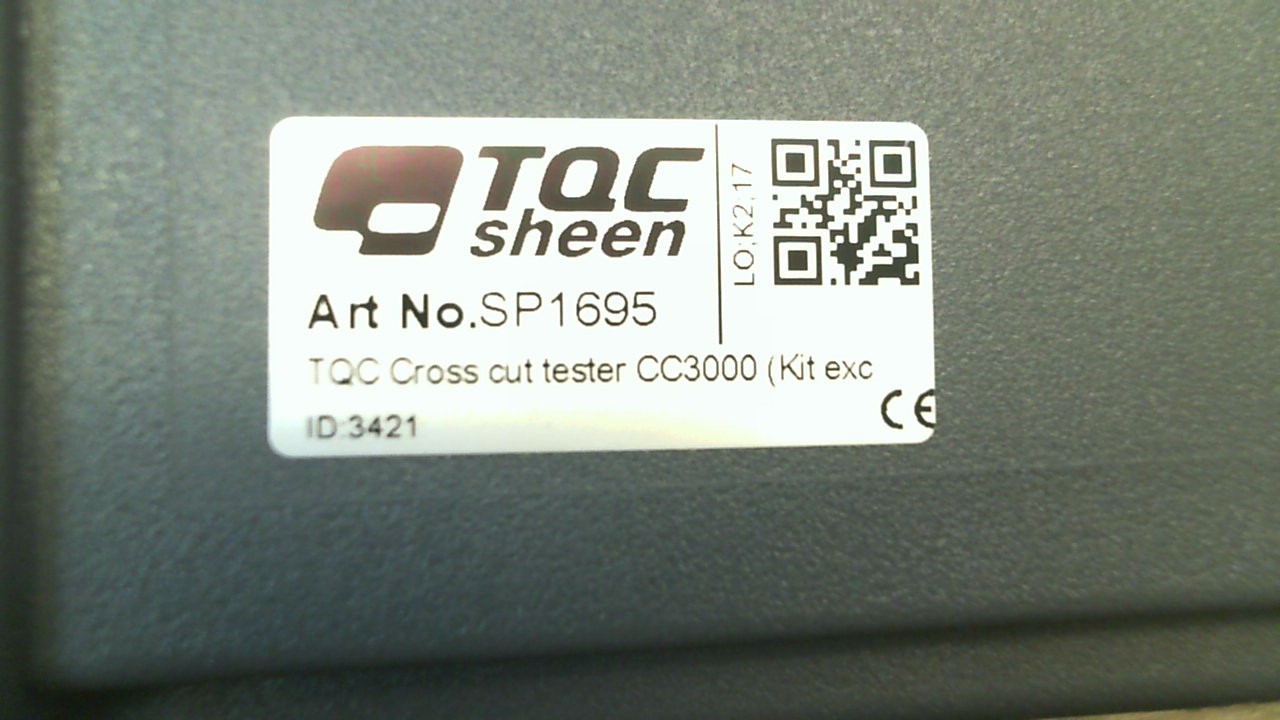 TQC
sheen
Art No.SP1695
TQC Cross cut tester CC3000 (Kit exc
ID:3421
LO;K2;17
CE